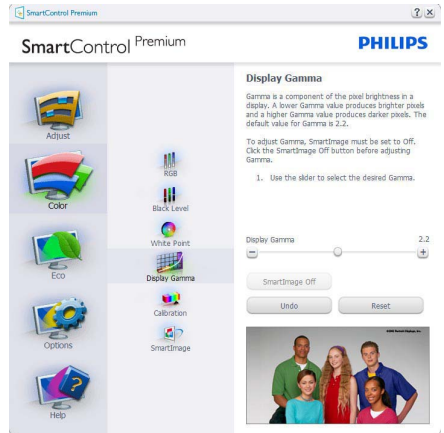 SmartControl Premium
SmartControl Premium
PHILIPS
Adjust
Color
Eco
Options
Help
RGB
Black Level
White Point
Display Gamma
Calibration
SmartImage
Display Gamma
Gamma is a component of the pixel brightness in a
display. A lower Gamma value produces brighter pixels
and a higher Gamma value produces darker pixels. The
default value for Gamma is 2.2.
To adjust Gamma, SmartImage must be set to Off.
Click the SmartImage Off button before adjusting
Gamma.
1. Use the slider to select the desired Gamma.
Display Gamma 2.2
SmartImage Off
Undo Reset